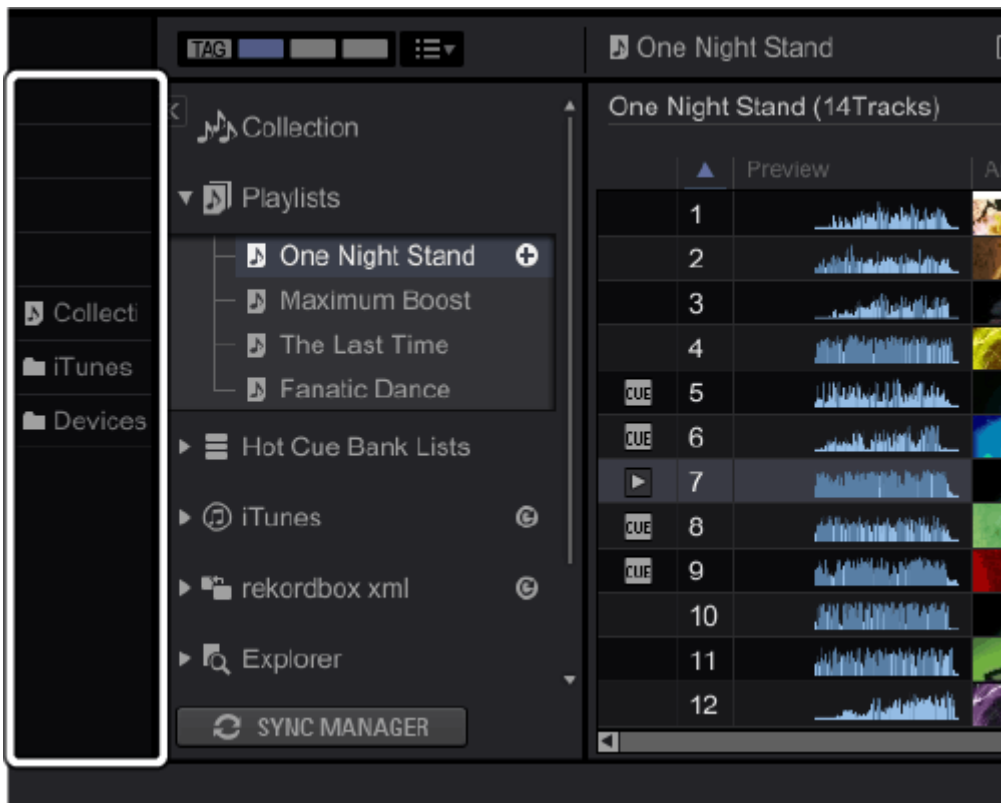 TAG
One Night Stand
Collection
Playlists
One Night Stand
Maximum Boost
The Last Time
Fanatic Dance
Hot Cue Bank Lists
iTunes
rekordbox xml
Explorer
SYNC MANAGER
Collecti
iTunes
Devices
One Night Stand (14Tracks)
Preview
A
1
2
3
4
CUE 5
CUE 6
7
CUE 8
CUE 9
10
11
12